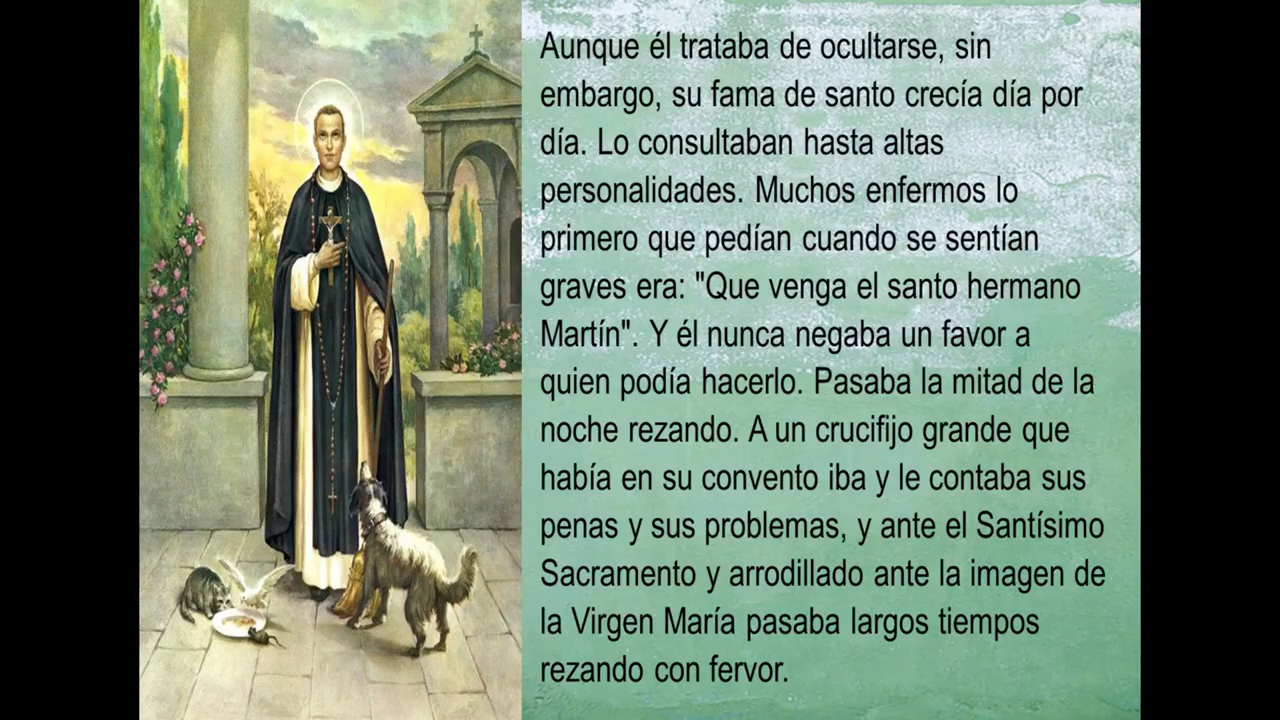 Aunque él trataba de ocultarse, sin
embargo, su fama de santo crecía día por
día. Lo consultaban hasta altas
personalidades. Muchos enfermos lo
primero que pedían cuando se sentían
graves era: "Que venga el santo hermano
Martín". Y él nunca negaba un favor a
quien podía hacerlo. Pasaba la mitad de la
noche rezando. A un crucifijo grande que
había en su convento iba y le contaba sus
penas y sus problemas, y ante el Santísimo
Sacramento y arrodillado ante la imagen de
la Virgen María pasaba largos tiempos
rezando con fervor.